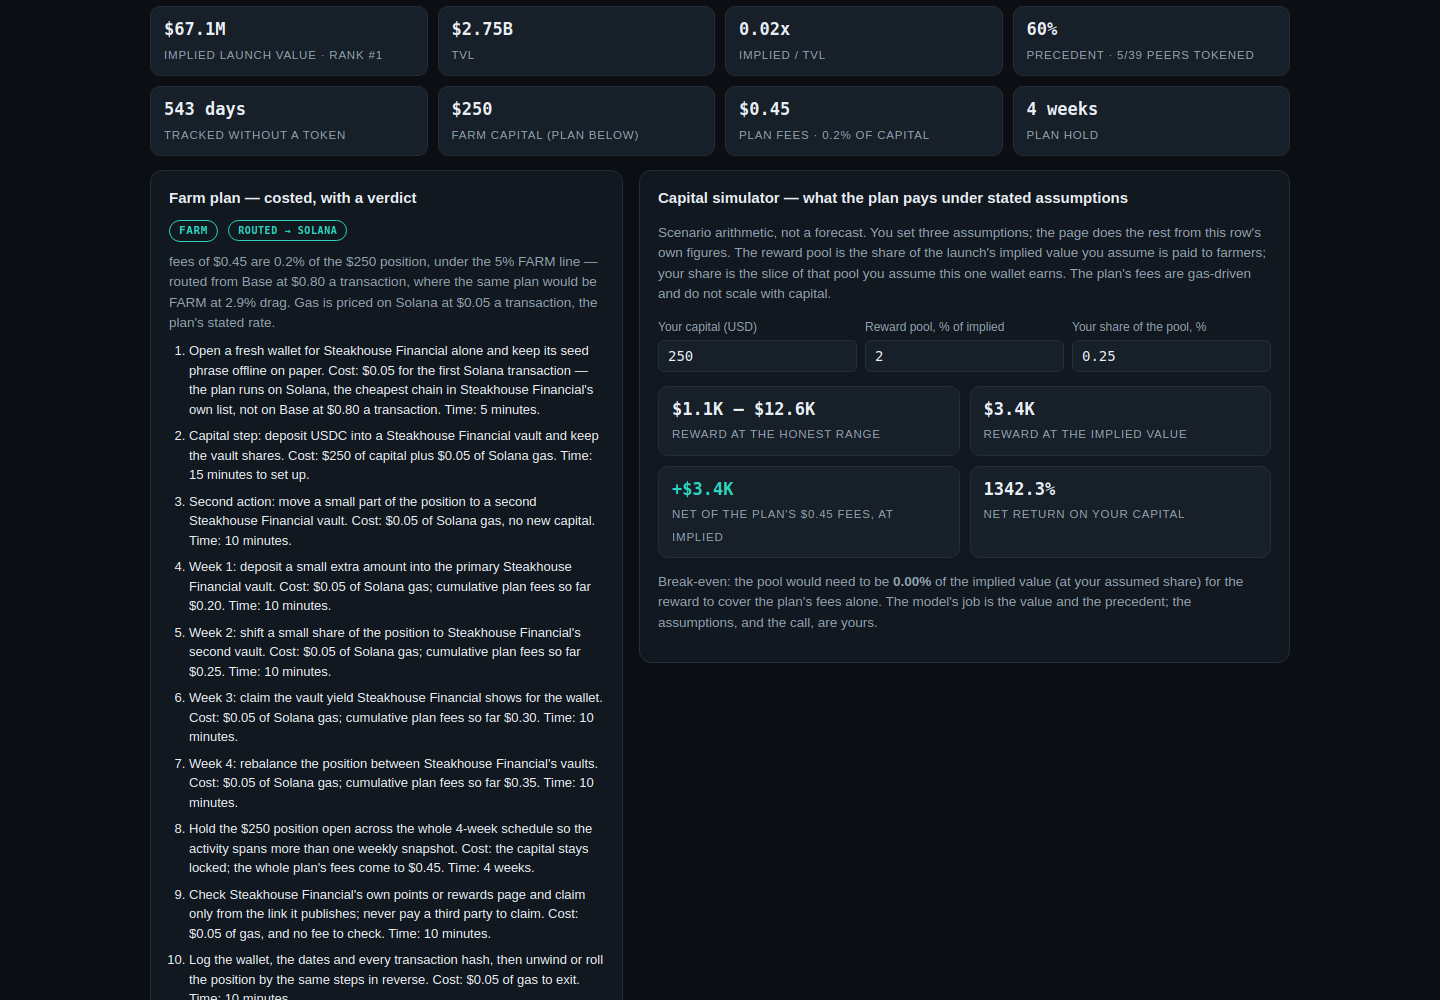 $67.1M
IMPLIED LAUNCH VALUE · RANK #1
$2.75B
TVL
0.02x
IMPLIED / TVL
60%
PRECEDENT · 5/39 PEERS TOKENED
543 days
TRACKED WITHOUT A TOKEN
$250
FARM CAPITAL (PLAN BELOW)
$0.45
PLAN FEES · 0.2% OF CAPITAL
4 weeks
PLAN HOLD
Farm plan — costed, with a verdict
FARM
ROUTED → SOLANA
fees of $0.45 are 0.2% of the $250 position, under the 5% FARM line —
routed from Base at $0.80 a transaction, where the same plan would be
FARM at 2.9% drag. Gas is priced on Solana at $0.05 a transaction, the
plan's stated rate.
1. Open a fresh wallet for Steakhouse Financial alone and keep its seed
phrase offline on paper. Cost: $0.05 for the first Solana transaction —
the plan runs on Solana, the cheapest chain in Steakhouse Financial's
own list, not on Base at $0.80 a transaction. Time: 5 minutes.
2. Capital step: deposit USDC into a Steakhouse Financial vault and keep
the vault shares. Cost: $250 of capital plus $0.05 of Solana gas. Time:
15 minutes to set up.
3. Second action: move a small part of the position to a second
Steakhouse Financial vault. Cost: $0.05 of Solana gas, no new capital.
Time: 10 minutes.
4. Week 1: deposit a small extra amount into the primary Steakhouse
Financial vault. Cost: $0.05 of Solana gas; cumulative plan fees so far
$0.20. Time: 10 minutes.
5. Week 2: shift a small share of the position to Steakhouse Financial's
second vault. Cost: $0.05 of Solana gas; cumulative plan fees so far
$0.25. Time: 10 minutes.
6. Week 3: claim the vault yield Steakhouse Financial shows for the wallet.
Cost: $0.05 of Solana gas; cumulative plan fees so far $0.30. Time: 10
minutes.
7. Week 4: rebalance the position between Steakhouse Financial's vaults.
Cost: $0.05 of Solana gas; cumulative plan fees so far $0.35. Time: 10
minutes.
8. Hold the $250 position open across the whole 4-week schedule so the
activity spans more than one weekly snapshot. Cost: the capital stays
locked; the whole plan's fees come to $0.45. Time: 4 weeks.
9. Check Steakhouse Financial's own points or rewards page and claim
only from the link it publishes; never pay a third party to claim. Cost:
$0.05 of gas, and no fee to check. Time: 10 minutes.
10. Log the wallet, the dates and every transaction hash, then unwind or roll
the position by the same steps in reverse. Cost: $0.05 of gas to exit.
Time: 10 minutes.
Capital simulator — what the plan pays under stated assumptions
Scenario arithmetic, not a forecast. You set three assumptions; the page does the rest from this row's
own figures. The reward pool is the share of the launch's implied value you assume is paid to farmers;
your share is the slice of that pool you assume this one wallet earns. The plan's fees are gas-driven
and do not scale with capital.
Your capital (USD)
250
Reward pool, % of implied
2
Your share of the pool, %
0.25
$1.1K — $12.6K
REWARD AT THE HONEST RANGE
$3.4K
REWARD AT THE IMPLIED VALUE
+$3.4K
NET OF THE PLAN'S $0.45 FEES, AT
IMPLIED
1342.3%
NET RETURN ON YOUR CAPITAL
Break-even: the pool would need to be 0.00% of the implied value (at your assumed share) for the
reward to cover the plan's fees alone. The model's job is the value and the precedent; the
assumptions, and the call, are yours.